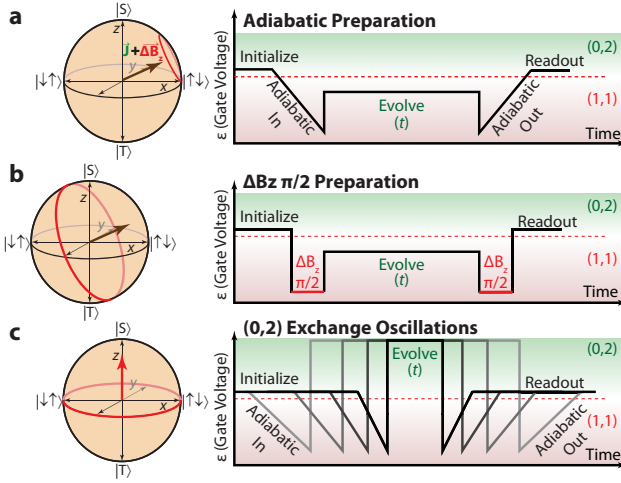 a
|S⟩
z
J+ΔBz
y
x
|↓↑⟩
|↑↓⟩
|T⟩
Adiabatic Preparation
ε (Gate Voltage)
Initialize
Adiabatic
In
Evolve
(t)
Adiabatic
Out
Readout
(0,2)
(1,1)
Time
b
|S⟩
z
y
x
|↓↑⟩
|↑↓⟩
|T⟩
ΔBz π/2 Preparation
ε (Gate Voltage)
Initialize
ΔBz
π/2
Evolve
(t)
ΔBz
π/2
Readout
(0,2)
(1,1)
Time
c
|S⟩
z
y
x
|↓↑⟩
|↑↓⟩
|T⟩
(0,2) Exchange Oscillations
ε (Gate Voltage)
Initialize
Adiabatic
In
Evolve
(t)
Adiabatic
Out
Readout
(0,2)
(1,1)
Time